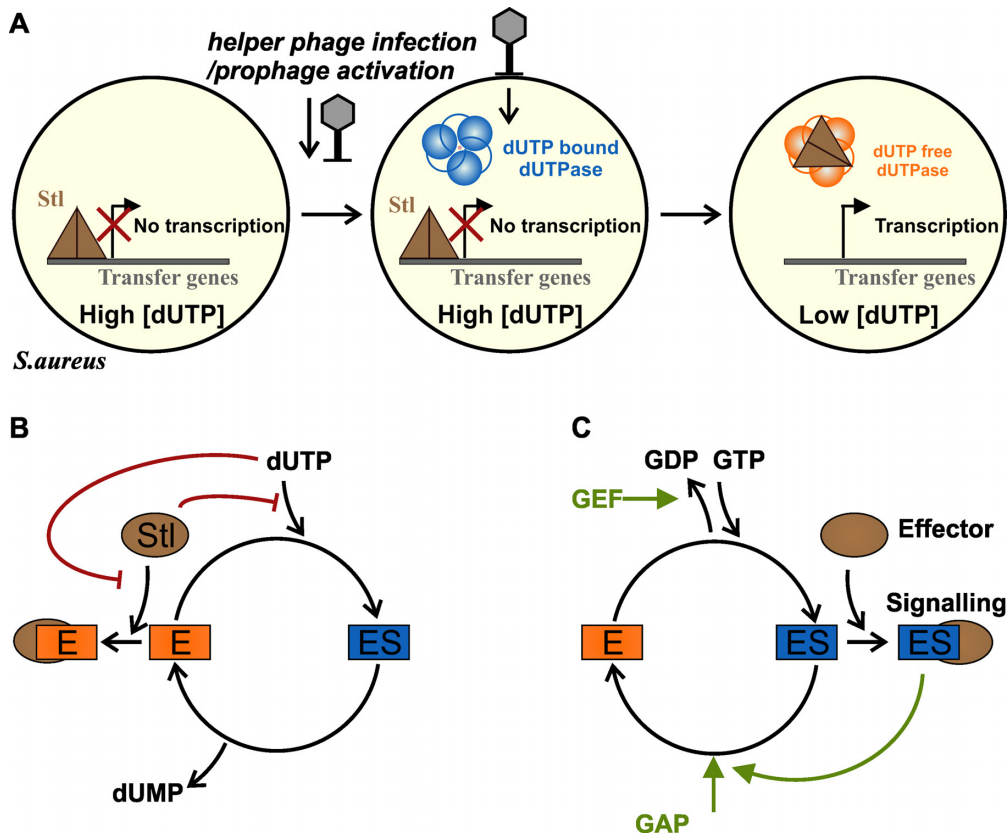 A
helper phage infection
/prophage activation
Stl
No transcription
Transfer genes
High [dUTP]
dUTP bound
dUTPase
Stl
No transcription
Transfer genes
High [dUTP]
dUTP free
dUTPase
Transcription
Transfer genes
Low [dUTP]
S.aureus
B
dUTP
Stl
E
E
ES
dUMP
C
GDP GTP
GEF
Effector
Signalling
E
ES
ES
GAP